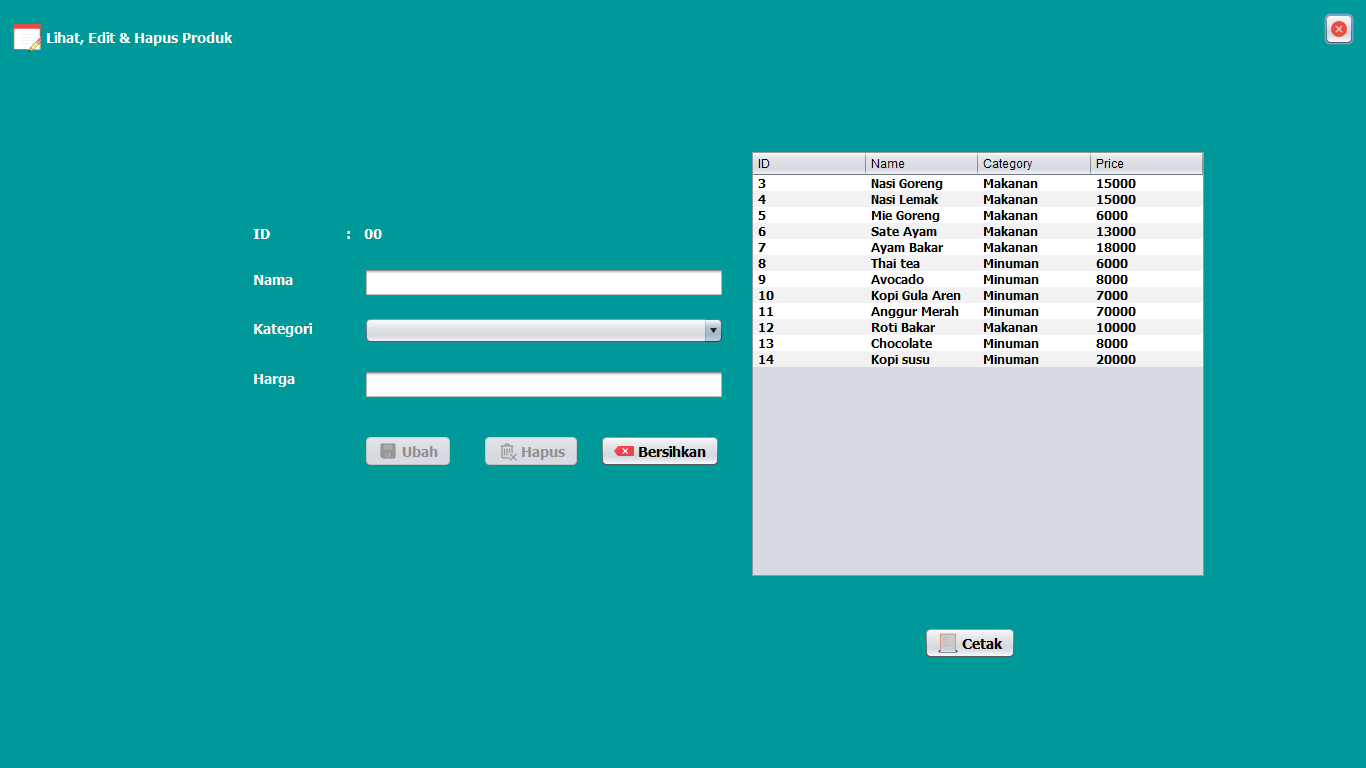 Lihat, Edit & Hapus Produk
ID : 00
Nama
Kategori
Harga
Ubah Hapus Bersihkan
ID Name Category Price
3 Nasi Goreng Makanan 15000
4 Nasi Lemak Makanan 15000
5 Mie Goreng Makanan 6000
6 Sate Ayam Makanan 13000
7 Ayam Bakar Makanan 18000
8 Thai tea Minuman 6000
9 Avocado Minuman 8000
10 Kopi Gula Aren Minuman 7000
11 Anggur Merah Minuman 70000
12 Roti Bakar Makanan 10000
13 Chocolate Minuman 8000
14 Kopi susu Minuman 20000
Cetak